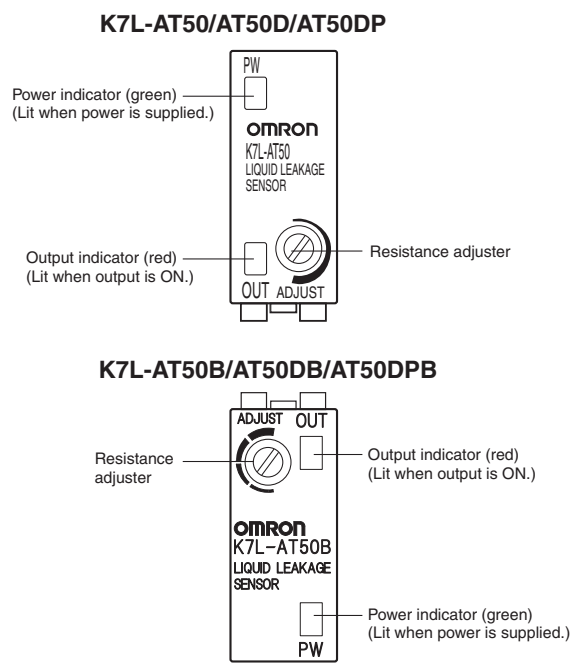 K7L-AT50/AT50D/AT50DP
PW
Power indicator (green)
(Lit when power is supplied.)
OMRON
K7L-AT50
LIQUID LEAKAGE
SENSOR
Output indicator (red)
(Lit when output is ON.)
Resistance adjuster
OUT ADJUST
K7L-AT50B/AT50DB/AT50DPB
ADJUST OUT
Resistance
adjuster
Output indicator (red)
(Lit when output is ON.)
OMRON
K7L-AT50B
LIQUID LEAKAGE
SENSOR
Power indicator (green)
(Lit when power is supplied.)
PW